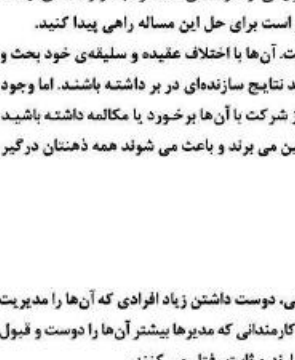 است برای حل این مساله راهی پیدا کنید.
ت. آن‌ها با اختلاف عقیده و سلیقه‌ی خود بحث و
د نتایج سازنده‌ای در بر داشته باشند. اما وجود
ز شرکت با آن‌ها برخورد یا مکالمه داشته باشید
ین می برند و باعث می شوند همه ذهنتان درگیر
ی، دوست داشتن زیاد افرادی که آن‌ها را مدیریت
کارمندانی که مدیرها بیشتر آن‌ها را دوست و قبول